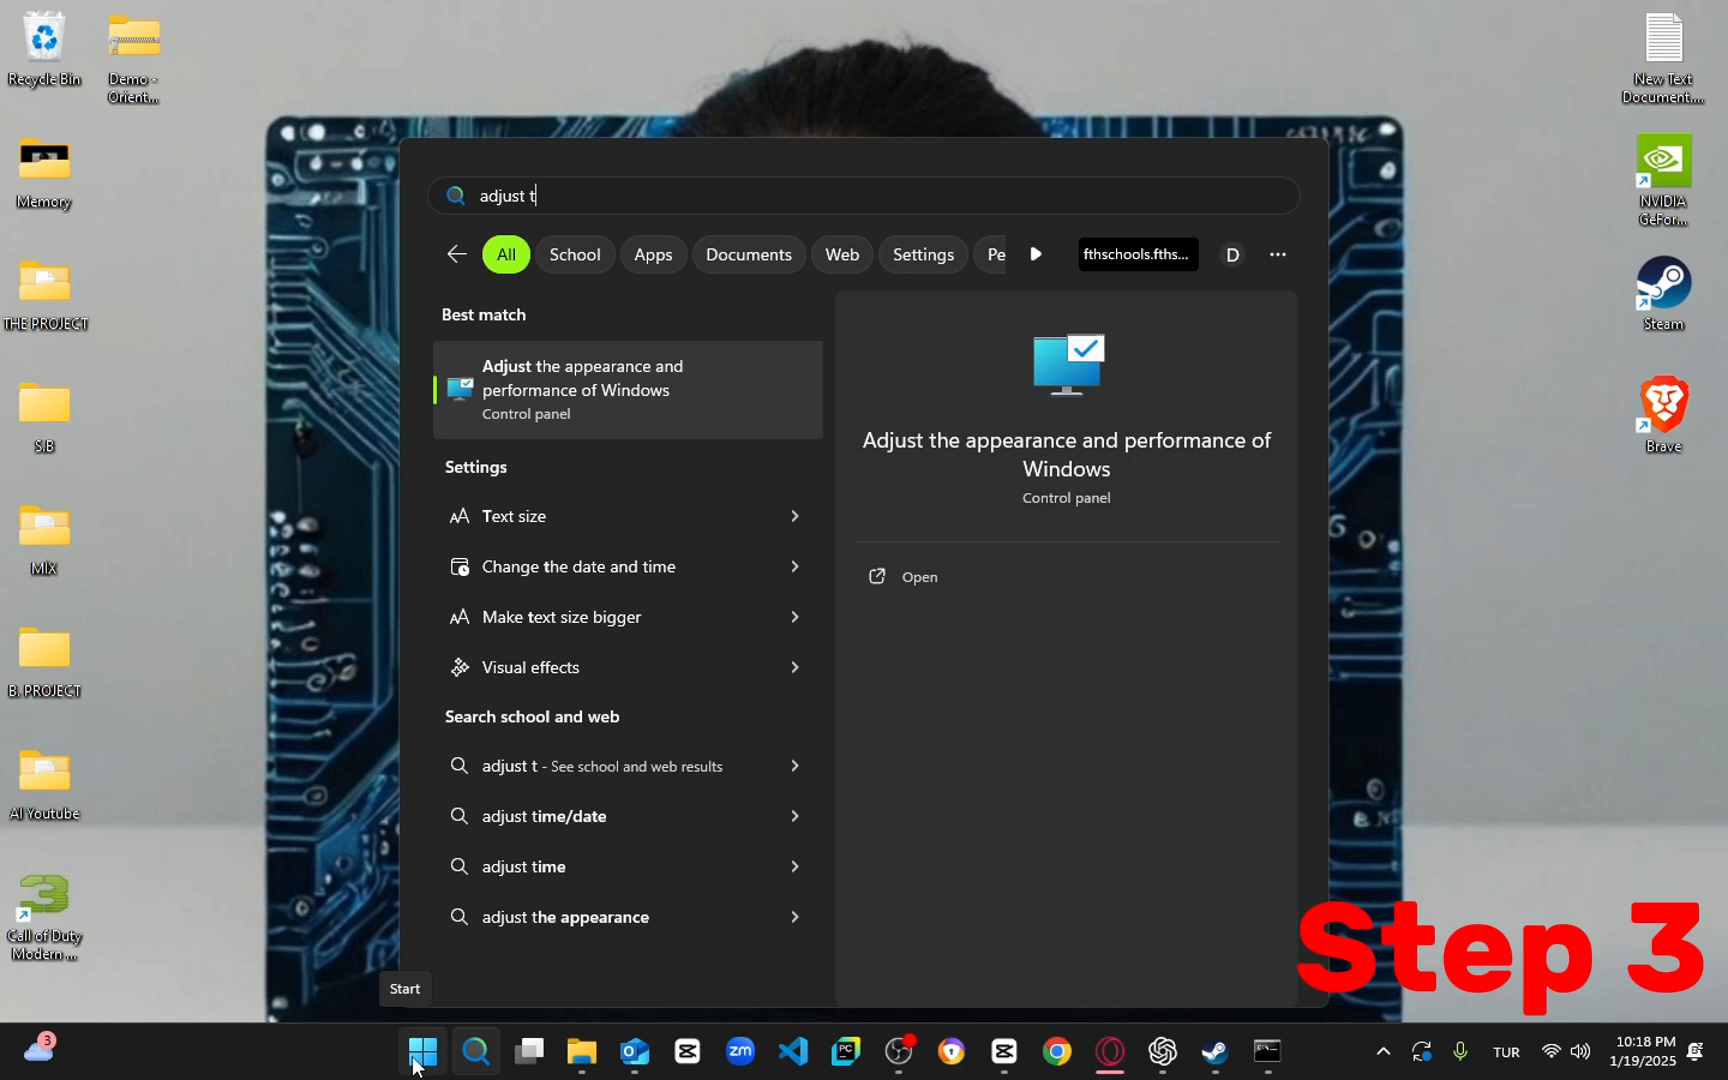 Recycle Bin
Demo -
Orient...
Memory
THE PROJECT
S.B
MIX
B. PROJECT
AI Youtube
Call of Duty
Modern ...
New Text
Document....
NVIDIA
GeFor...
Steam
Brave
adjust t
All
School
Apps
Documents
Web
Settings
Pe
fthschools.fths...
D
Best match
Adjust the appearance and
performance of Windows
Control panel
Settings
Text size
Change the date and time
Make text size bigger
Visual effects
Search school and web
adjust t - See school and web results
adjust time/date
adjust time
adjust the appearance
Adjust the appearance and performance of
Windows
Control panel
Open
Start
Step 3
3
zm
PC
TUR
10:18 PM
1/19/2025